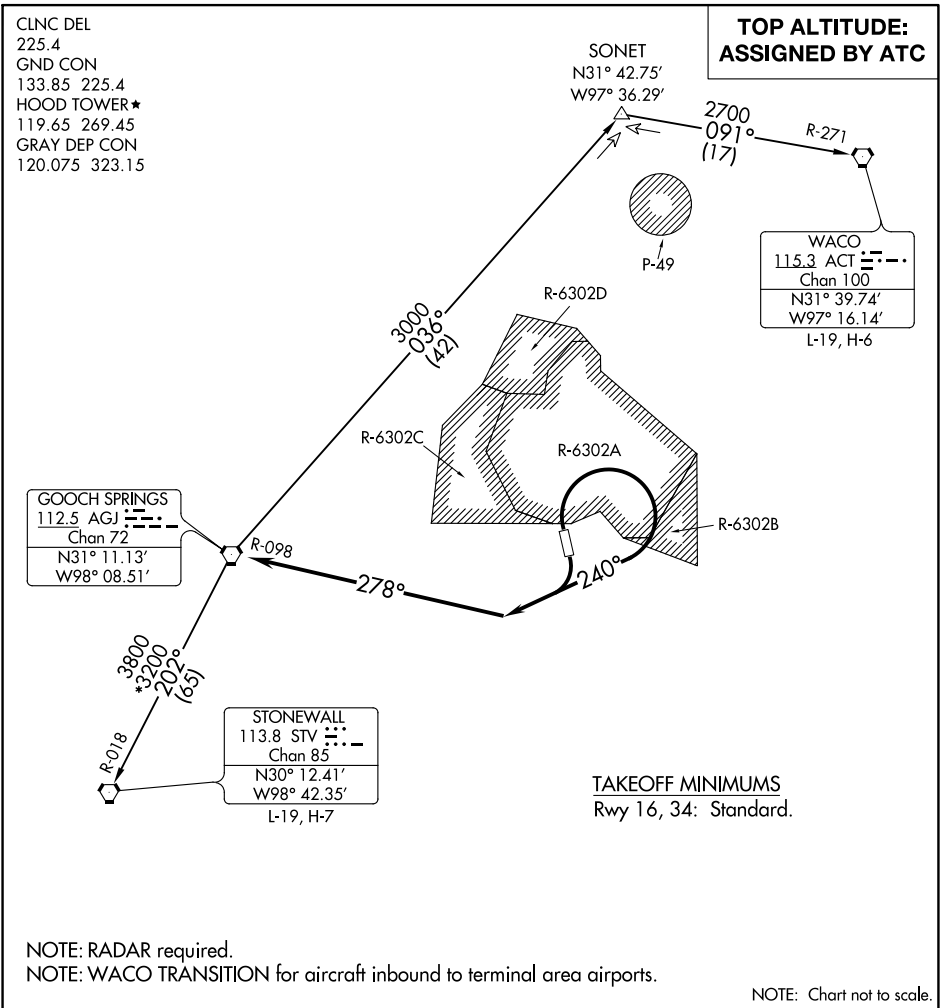 CLNC DEL
225.4
GND CON
133.85 225.4
HOOD TOWER★
119.65 269.45
GRAY DEP CON
120.075 323.15
TOP ALTITUDE:
ASSIGNED BY ATC
SONET
N31° 42.75′
W97° 36.29′
2700
091°
(17)
R-271
WACO
115.3 ACT
Chan 100
N31° 39.74′
W97° 16.14′
L-19, H-6
P-49
R-6302D
3000
036°
(42)
R-6302C
R-6302A
R-6302B
GOOCH SPRINGS
112.5 AGJ
Chan 72
N31° 11.13′
W98° 08.51′
R-098
278°
240°
3800
*3200
202°
(65)
R-018
STONEWALL
113.8 STV
Chan 85
N30° 12.41′
W98° 42.35′
L-19, H-7
TAKEOFF MINIMUMS
Rwy 16, 34: Standard.
NOTE: RADAR required.
NOTE: WACO TRANSITION for aircraft inbound to terminal area airports.
NOTE: Chart not to scale.